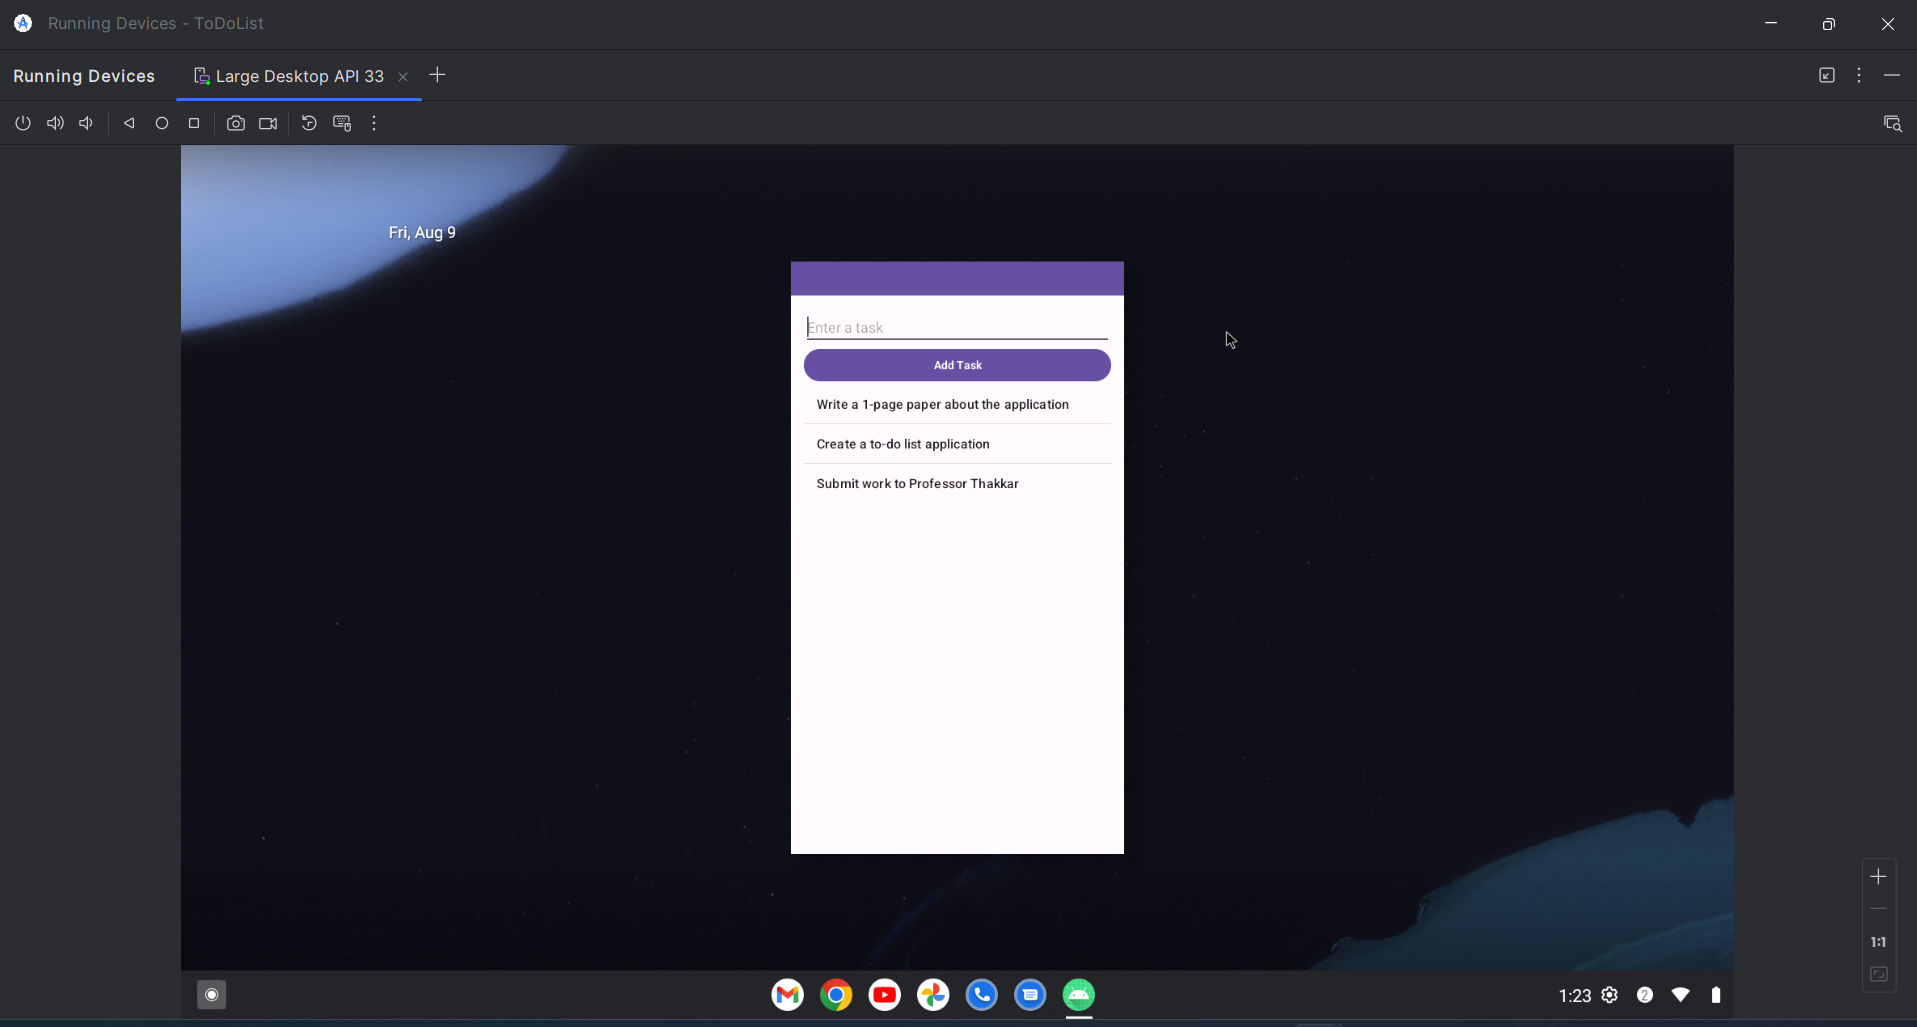 Running Devices - ToDoList
Running Devices
Large Desktop API 33
Fri, Aug 9
Enter a task
Add Task
Write a 1-page paper about the application
Create a to-do list application
Submit work to Professor Thakkar
1:1
1:23
2